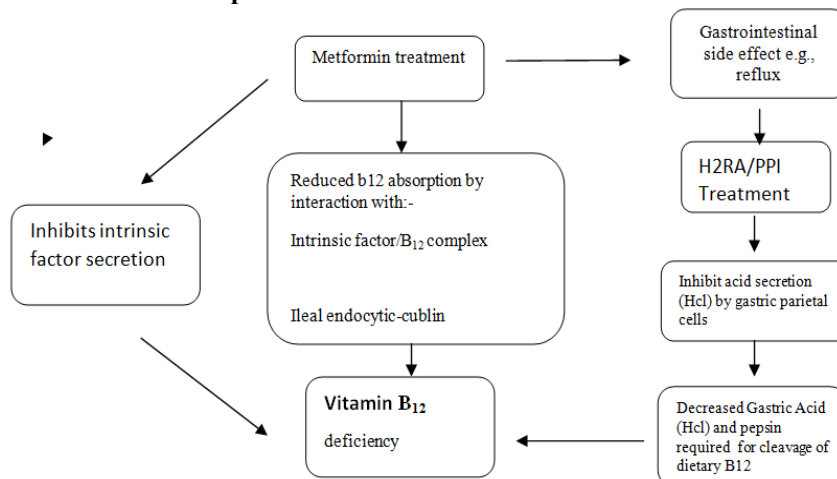 Metformin treatment
Gastrointestinal
side effect e.g.,
reflux
H2RA/PPI
Treatment
Reduced b12 absorption by
interaction with:-
Intrinsic factor/B₁₂ complex
Ileal endocytic-cublin
Inhibits intrinsic
factor secretion
Inhibit acid secretion
(Hcl) by gastric parietal
cells
Vitamin B₁₂
deficiency
Decreased Gastric Acid
(Hcl) and pepsin
required for cleavage of
dietary B12